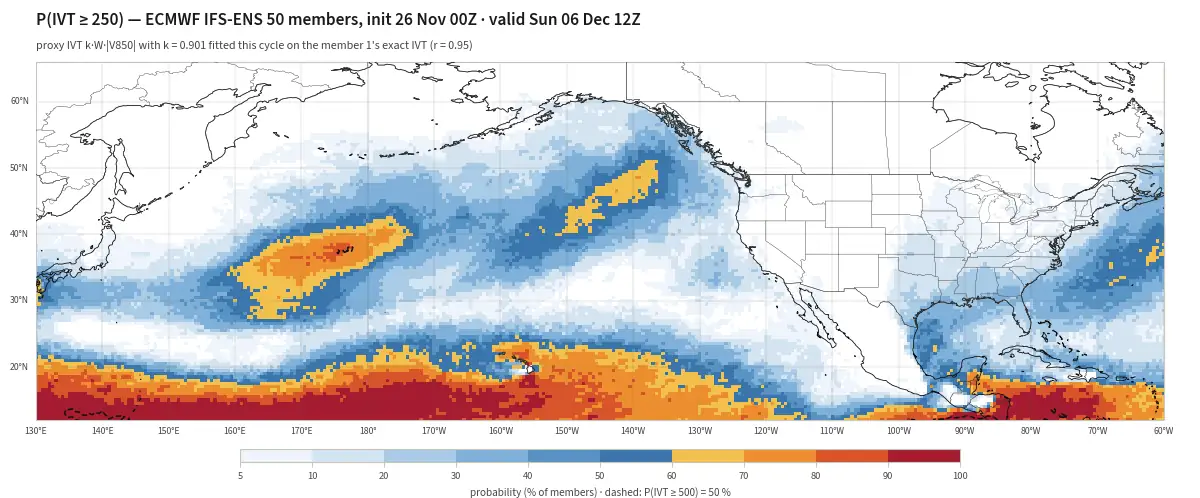 P(IVT ≥ 250) — ECMWF IFS-ENS 50 members, init 26 Nov 00Z · valid Sun 06 Dec 12Z
proxy IVT k·W·|V850| with k = 0.901 fitted this cycle on the member 1's exact IVT (r = 0.95)
60°N
50°N
40°N
30°N
20°N
130°E 140°E 150°E 160°E 170°E 180° 170°W 160°W 150°W 140°W 130°W 120°W 110°W 100°W 90°W 80°W 70°W 60°W
5 10 20 30 40 50 60 70 80 90 100
probability (% of members) · dashed: P(IVT ≥ 500) = 50 %